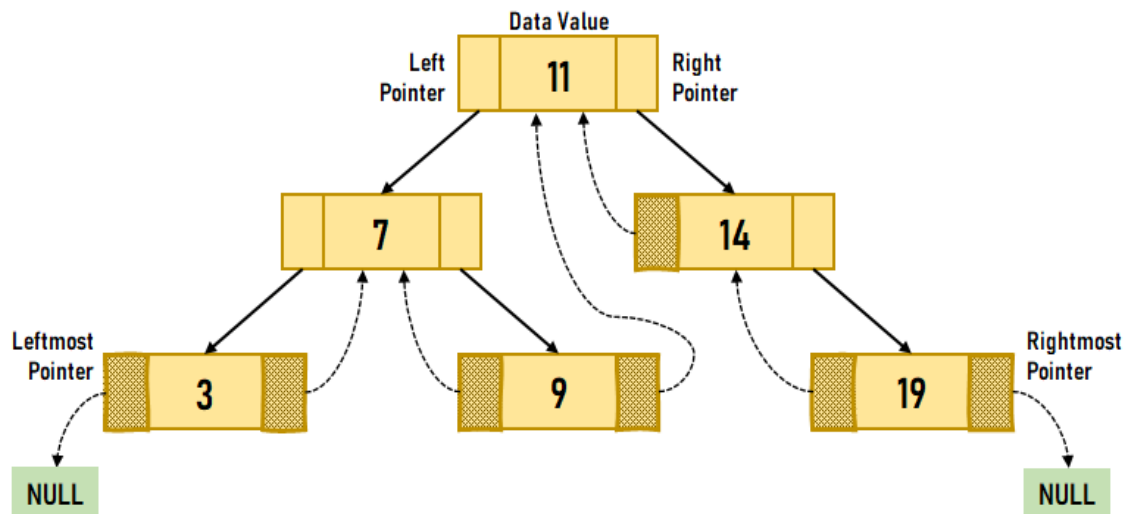 Data Value
Left
Pointer
11
Right
Pointer
7
14
Leftmost
Pointer
3
9
19
Rightmost
Pointer
NULL
NULL